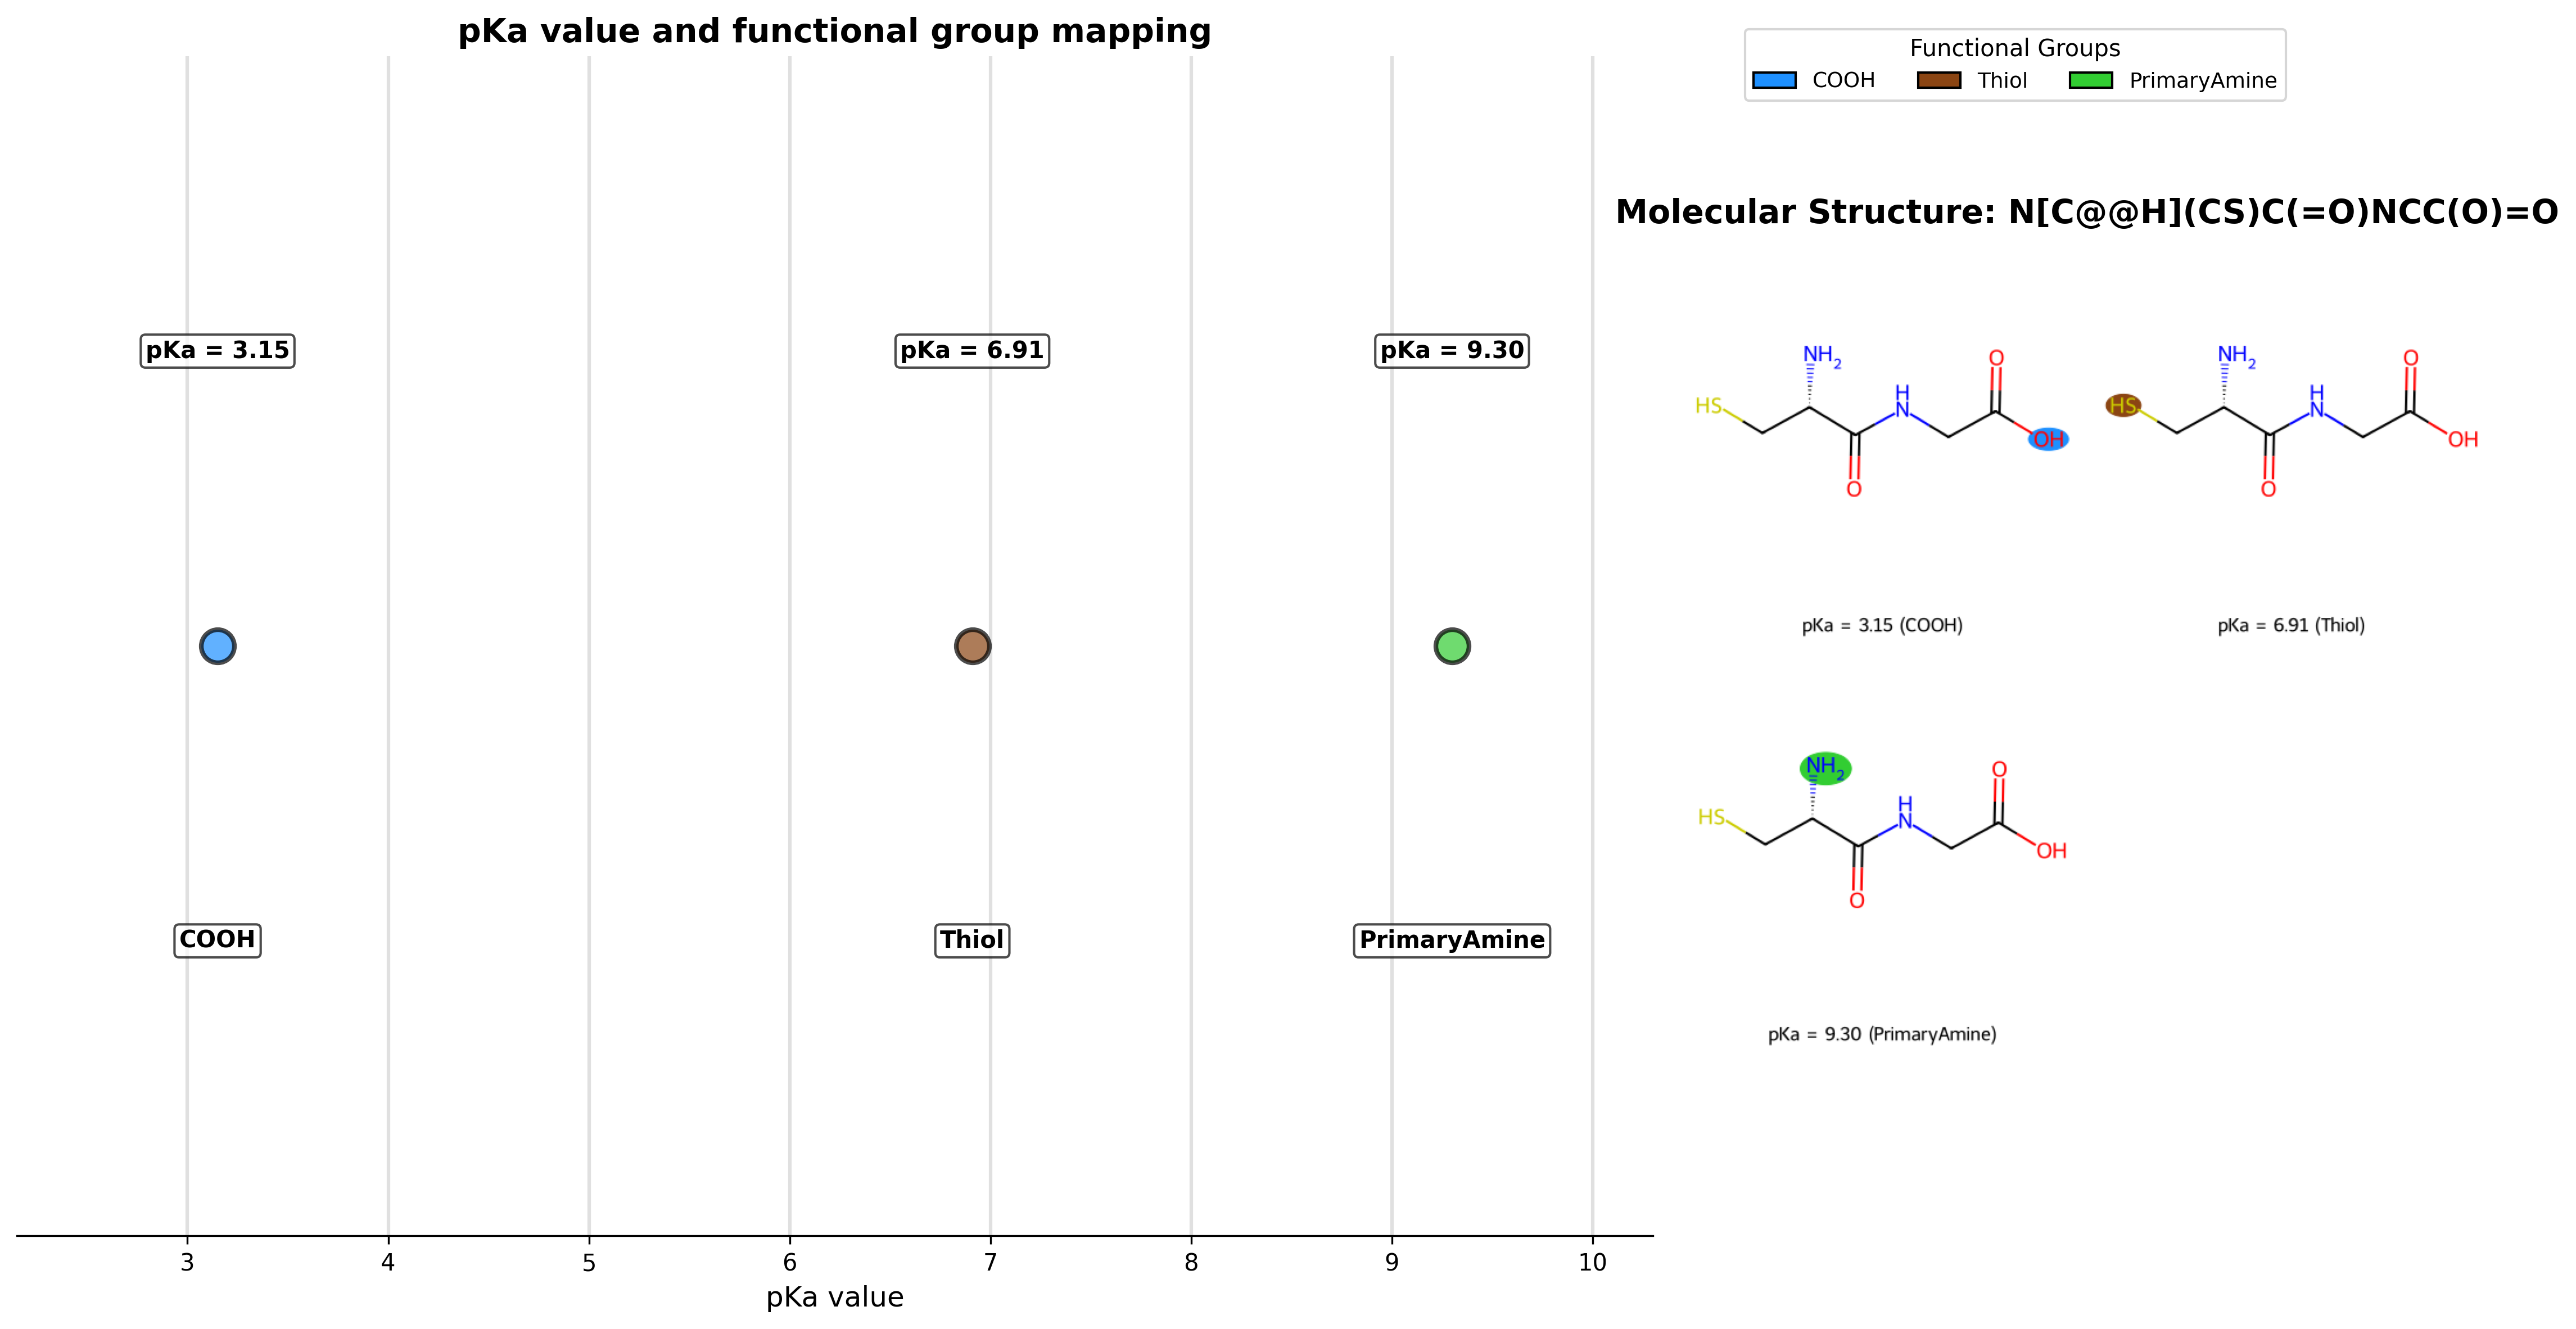 pKa value and functional group mapping
pKa = 3.15
pKa = 6.91
pKa = 9.30
COOH
Thiol
PrimaryAmine
3
4
5
6
7
8
9
10
pKa value
Functional Groups
COOH
Thiol
PrimaryAmine
Molecular Structure: N[C@@H](CS)C(=O)NCC(O)=O
NH2
O
HS
H
N
OH
O
pKa = 3.15 (COOH)
NH2
O
HS
H
N
OH
O
pKa = 6.91 (Thiol)
NH2
O
HS
H
N
OH
O
pKa = 9.30 (PrimaryAmine)